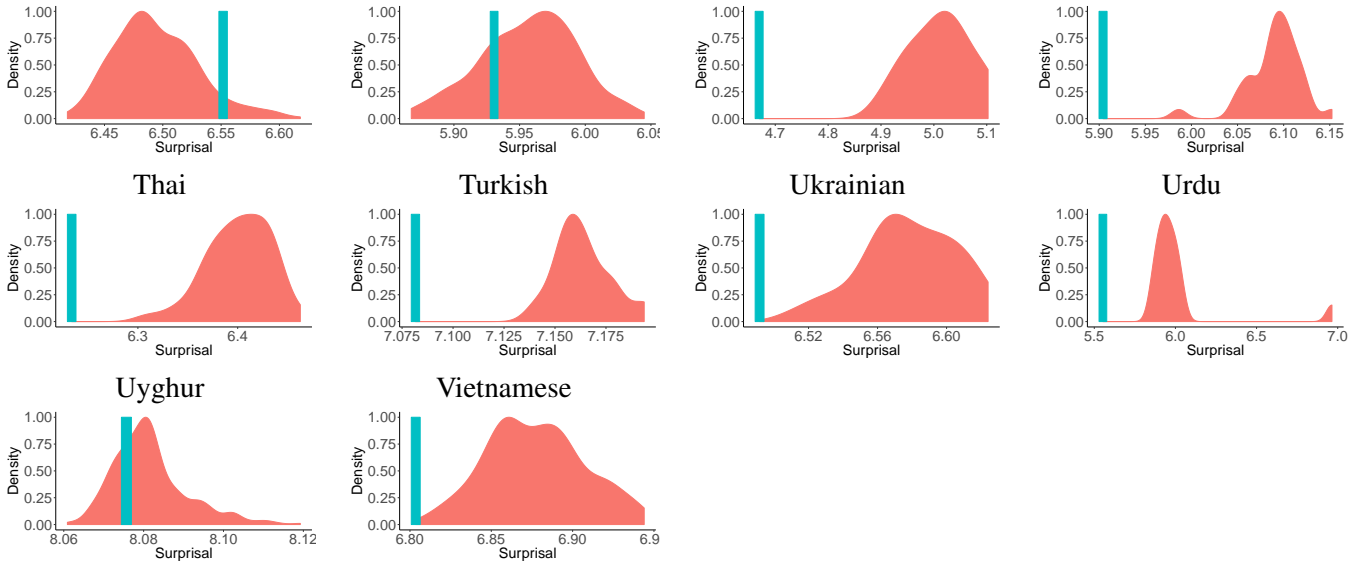 1.00 0.75 0.50 0.25 0.00 Density 6.45 6.50 6.55 6.60 Surprisal
1.00 0.75 0.50 0.25 0.00 Density 5.90 5.95 6.00 6.05 Surprisal
1.00 0.75 0.50 0.25 0.00 Density 4.7 4.8 4.9 5.0 5.1 Surprisal
1.00 0.75 0.50 0.25 0.00 Density 5.90 5.95 6.00 6.05 6.10 6.15 Surprisal
Thai Turkish Ukrainian Urdu
1.00 0.75 0.50 0.25 0.00 Density 6.3 6.4 Surprisal
1.00 0.75 0.50 0.25 0.00 Density 7.075 7.100 7.125 7.150 7.175 Surprisal
1.00 0.75 0.50 0.25 0.00 Density 6.52 6.56 6.60 Surprisal
1.00 0.75 0.50 0.25 0.00 Density 5.5 6.0 6.5 7.0 Surprisal
Uyghur Vietnamese
1.00 0.75 0.50 0.25 0.00 Density 8.06 8.08 8.10 8.12 Surprisal
1.00 0.75 0.50 0.25 0.00 Density 6.80 6.85 6.90 6.9 Surprisal